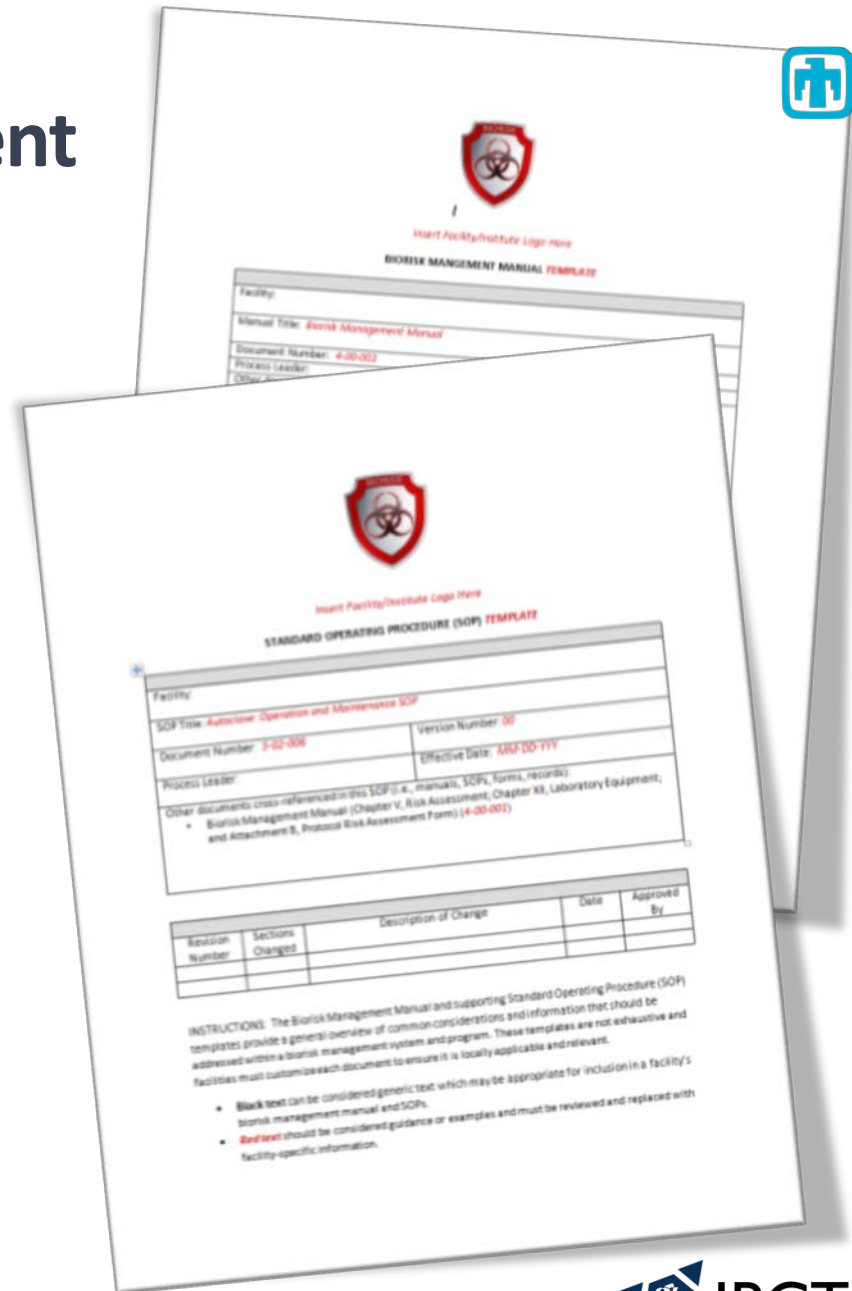 ent
BIORISK
Insert Facility/Institute Logo Here
BIORISK MANGEMENT MANUAL TEMPLATE
Facility:
Manual Title: Biorisk Management Manual
Document Number: 4-00-001
Process Leader:
BIORISK
Insert Facility/Institute Logo Here
STANDARD OPERATING PROCEDURE (SOP) TEMPLATE
Facility:
SOP Title: Autoclave: Operation and Maintenance SOP
Document Number: 5-02-006 Version Number: 00
Process Leader: Effective Date: MM-DD-YYY
Other documents cross-referenced in this SOP (i.e., manuals, SOPs, forms, records):
• Biorisk Management Manual (Chapter V, Risk Assessment; Chapter XII, Laboratory Equipment;
and Attachment B, Protocol Risk Assessment Form) (4-00-001)
Revision Number Sections Changed Description of Change Date Approved By
INSTRUCTIONS: The Biorisk Management Manual and supporting Standard Operating Procedure (SOP)
templates provide a general overview of common considerations and information that should be
addressed within a biorisk management system and program. These templates are not exhaustive and
facilities must customize each document to ensure it is locally applicable and relevant.
• Black text can be considered generic text which may be appropriate for inclusion in a facility's
biorisk management manual and SOPs.
• Red text should be considered guidance or examples and must be reviewed and replaced with
facility-specific information.